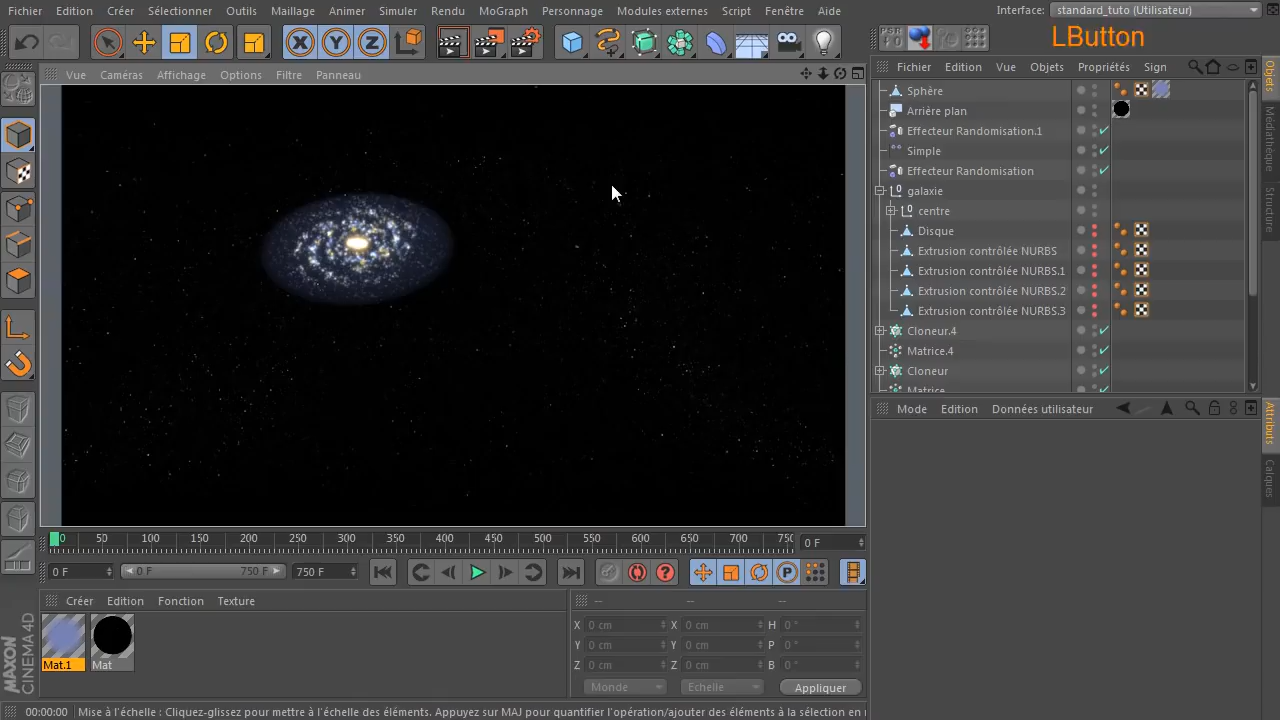 Fichier Edition Créer Sélectionner Outils Maillage Animer Simuler Rendu MoGraph Personnage Modules externes Script Fenêtre Aide Interface: standard_tuto (Utilisateur)
X Y Z
PSR
LButton
Vue Caméras Affichage Options Filtre Panneau
Fichier Edition Vue Objets Propriétés Sign
Sphère
Arrière plan
Effecteur Randomisation.1
Simple
Effecteur Randomisation
galaxie
centre
Disque
Extrusion contrôlée NURBS
Extrusion contrôlée NURBS.1
Extrusion contrôlée NURBS.2
Extrusion contrôlée NURBS.3
Cloneur.4
Matrice.4
Cloneur
Matrice
Objets
Médiathèque
Structure
Mode Edition Données utilisateur
Attributs
Calques
0 50 100 150 200 250 300 350 400 450 500 550 600 650 700 750 0 F
0 F 0 F 750 F 750 F
P
Créer Edition Fonction Texture
Mat.1 Mat
-- -- --
X 0 cm X 0 cm H 0 °
Y 0 cm Y 0 cm P 0 °
Z 0 cm Z 0 cm B 0 °
Monde Echelle Appliquer
MAXON
CINEMA 4D
00:00:00 Mise à l'échelle : Cliquez-glissez pour mettre à l'échelle des éléments. Appuyez sur MAJ pour quantifier l'opération/ajouter des éléments à la sélection en